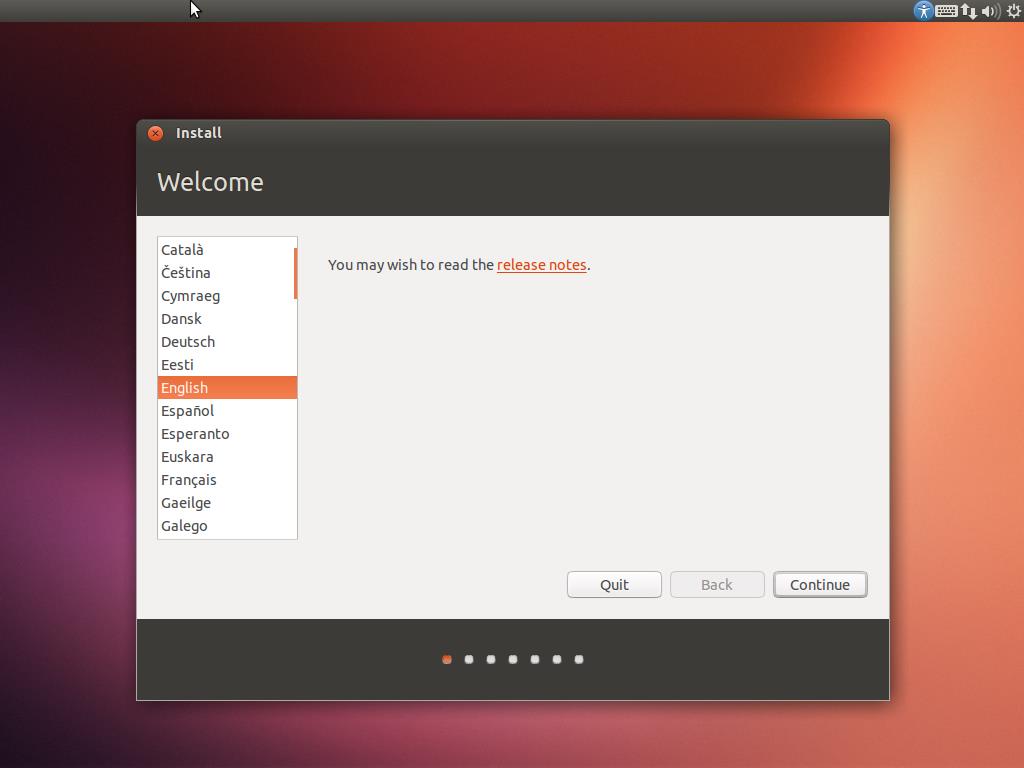 Install
Welcome
Català
Čeština
Cymraeg
Dansk
Deutsch
Eesti
English
Español
Esperanto
Euskara
Français
Gaeilge
Galego
You may wish to read the release notes.
Quit
Back
Continue